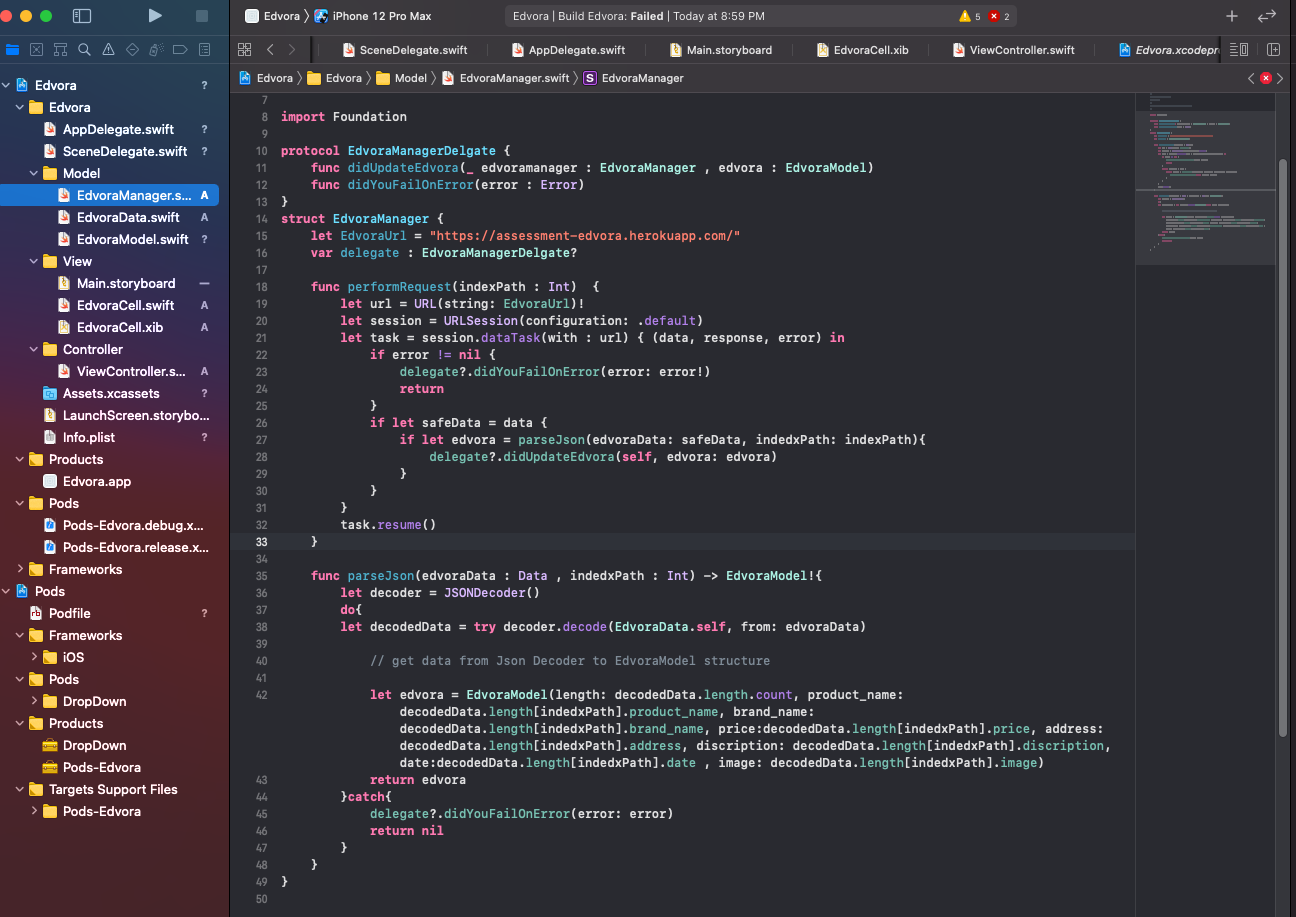 Edvora
iPhone 12 Pro Max
Edvora | Build Edvora: Failed | Today at 8:59 PM
5
2
SceneDelegate.swift
AppDelegate.swift
Main.storyboard
EdvoraCell.xib
ViewController.swift
Edvora.xcodepr
Edvora
Edvora
Model
EdvoraManager.swift
S EdvoraManager
Edvora ?
Edvora
AppDelegate.swift ?
SceneDelegate.swift ?
Model
EdvoraManager.s... A
EdvoraData.swift A
EdvoraModel.swift ?
View
Main.storyboard
EdvoraCell.swift A
EdvoraCell.xib A
Controller
ViewController.s... A
Assets.xcassets ?
LaunchScreen.storybo...
Info.plist ?
Products
Edvora.app
Pods
Pods-Edvora.debug.x...
Pods-Edvora.release.x...
Frameworks
Pods
rb Podfile ?
Frameworks
iOS
Pods
DropDown
Products
DropDown
Pods-Edvora
Targets Support Files
Pods-Edvora
7
8 import Foundation
9
10 protocol EdvoraManagerDelgate {
11 func didUpdateEdvora(_ edvoramanager : EdvoraManager , edvora : EdvoraModel)
12 func didYouFailOnError(error : Error)
13 }
14 struct EdvoraManager {
15 let EdvoraUrl = "https://assessment-edvora.herokuapp.com/"
16 var delegate : EdvoraManagerDelgate?
17
18 func performRequest(indexPath : Int)  {
19 let url = URL(string: EdvoraUrl)!
20 let session = URLSession(configuration: .default)
21 let task = session.dataTask(with : url) { (data, response, error) in
22 if error != nil {
23 delegate?.didYouFailOnError(error: error!)
24 return
25 }
26 if let safeData = data {
27 if let edvora = parseJson(edvoraData: safeData, indedxPath: indexPath){
28 delegate?.didUpdateEdvora(self, edvora: edvora)
29 }
30 }
31 }
32 task.resume()
33 }
34
35 func parseJson(edvoraData : Data , indedxPath : Int) -> EdvoraModel!{
36 let decoder = JSONDecoder()
37 do{
38 let decodedData = try decoder.decode(EdvoraData.self, from: edvoraData)
39
40 // get data from Json Decoder to EdvoraModel structure
41
42 let edvora = EdvoraModel(length: decodedData.length.count, product_name:
decodedData.length[indedxPath].product_name, brand_name:
decodedData.length[indedxPath].brand_name, price:decodedData.length[indedxPath].price, address:
decodedData.length[indedxPath].address, discription: decodedData.length[indedxPath].discription,
date:decodedData.length[indedxPath].date , image: decodedData.length[indedxPath].image)
43 return edvora
44 }catch{
45 delegate?.didYouFailOnError(error: error)
46 return nil
47 }
48 }
49 }
50